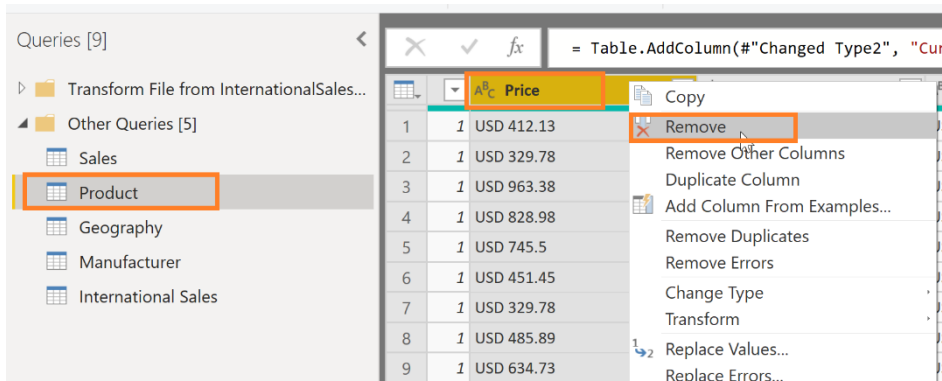 Queries [9]
fx
= Table.AddColumn(#"Changed Type2",
Transform File from InternationalSales...
Other Queries [5]
Sales
Product
Geography
Manufacturer
International Sales
ABC Price
1 1 USD 412.13
2 1 USD 329.78
3 1 USD 963.38
4 1 USD 828.98
5 1 USD 745.5
6 1 USD 451.45
7 1 USD 329.78
8 1 USD 485.89
9 1 USD 634.73
Copy
Remove
Remove Other Columns
Duplicate Column
Add Column From Examples...
Remove Duplicates
Remove Errors
Change Type
Transform
Replace Values...
Replace Errors...